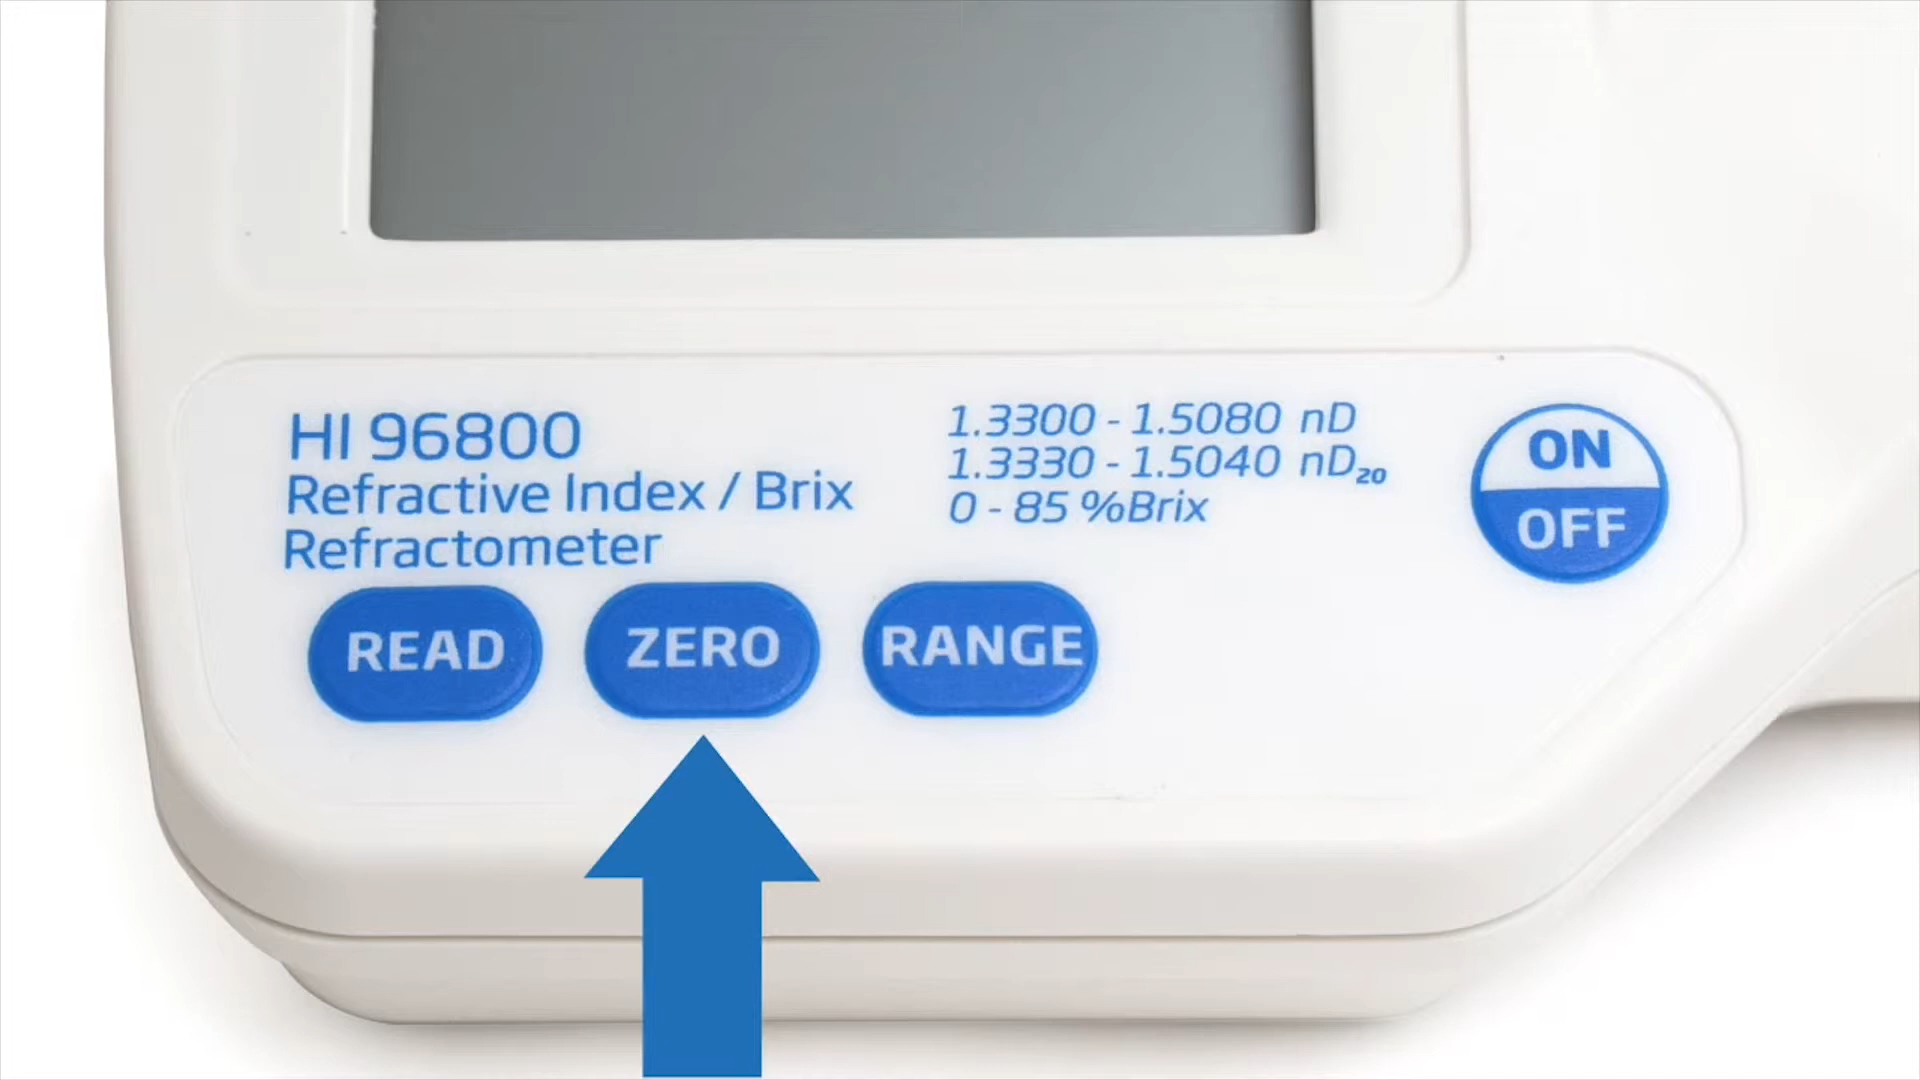 HI 96800
Refractive Index / Brix
Refractometer
1.3300 - 1.5080 nD
1.3330 - 1.5040 nD₂₀
0 - 85 %Brix
ON
OFF
READ
ZERO
RANGE